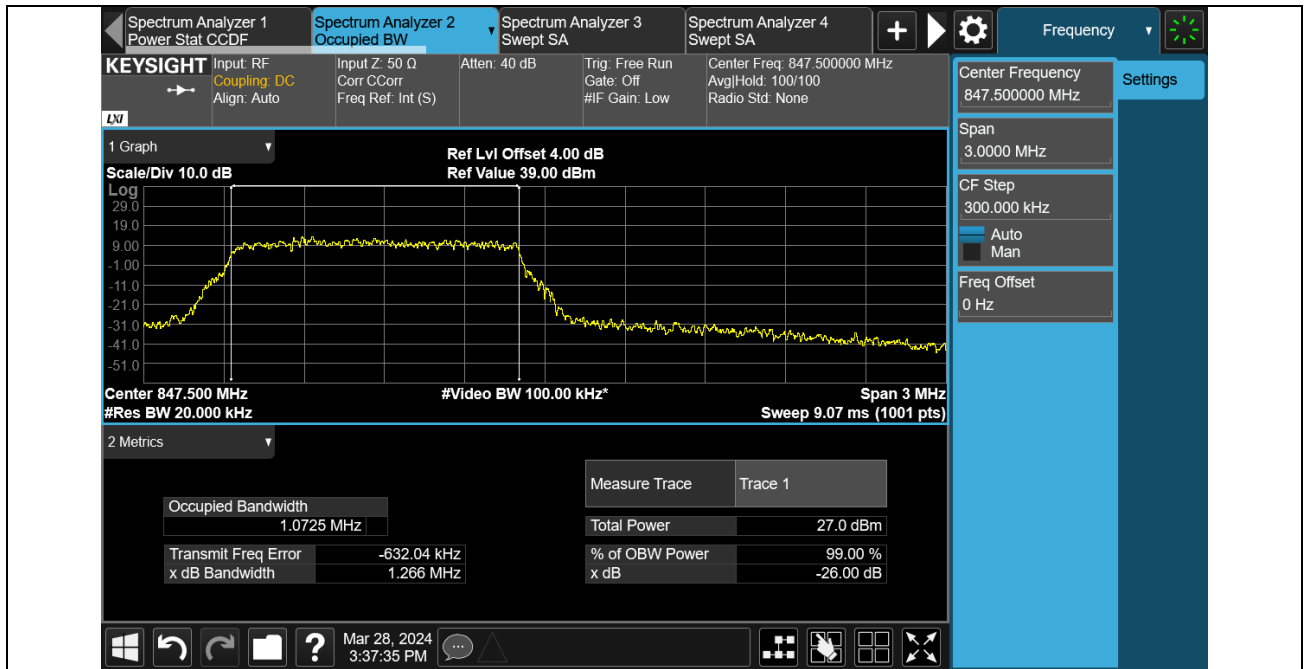 Spectrum Analyzer 1
Power Stat CCDF
Spectrum Analyzer 2
Occupied BW
Spectrum Analyzer 3
Swept SA
Spectrum Analyzer 4
Swept SA
+
Frequency
KEYSIGHT
LXI
Input: RF
Coupling: DC
Align: Auto
Input Z: 50 Ω
Corr CCorr
Freq Ref: Int (S)
Atten: 40 dB
Trig: Free Run
Gate: Off
#IF Gain: Low
Center Freq: 847.500000 MHz
Avg|Hold: 100/100
Radio Std: None
Center Frequency
847.500000 MHz
Settings
Span
3.0000 MHz
CF Step
300.000 kHz
Auto
Man
Freq Offset
0 Hz
1 Graph
Scale/Div 10.0 dB
Ref Lvl Offset 4.00 dB
Ref Value 39.00 dBm
Log
29.0
19.0
9.00
-1.00
-11.0
-21.0
-31.0
-41.0
-51.0
Center 847.500 MHz
#Video BW 100.00 kHz*
Span 3 MHz
#Res BW 20.000 kHz
Sweep 9.07 ms (1001 pts)
2 Metrics
Measure Trace Trace 1
Occupied Bandwidth
1.0725 MHz
Total Power 27.0 dBm
Transmit Freq Error -632.04 kHz
% of OBW Power 99.00 %
x dB Bandwidth 1.266 MHz
x dB -26.00 dB
?
Mar 28, 2024
3:37:35 PM